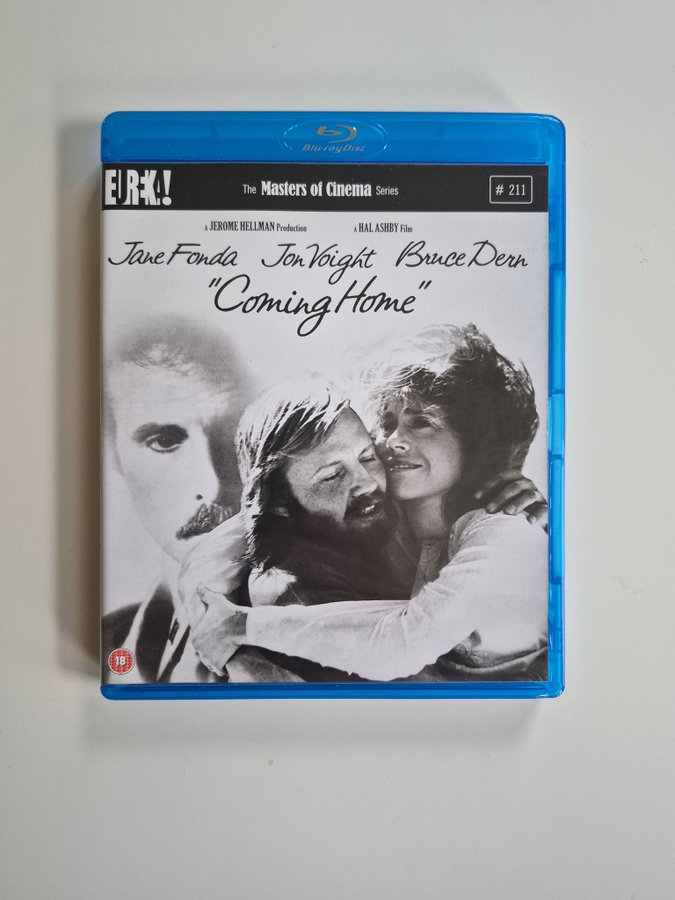 Blu-ray Disc
EUREKA!
The Masters of Cinema Series
# 211
A JEROME HELLMAN Production
A HAL ASHBY Film
Jane Fonda Jon Voight Bruce Dern
"Coming Home"
18